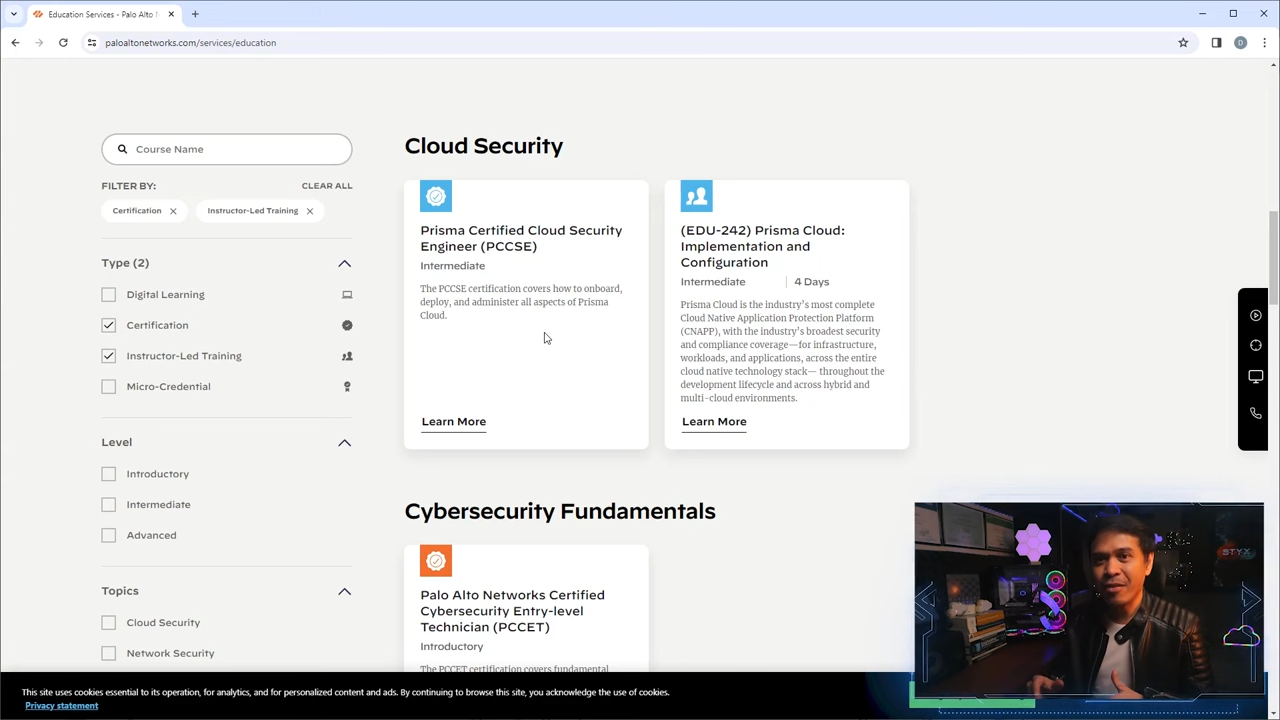 Education Services - Palo Alto N
paloaltonetworks.com/services/education
D
Course Name
FILTER BY:
CLEAR ALL
Certification
Instructor-Led Training
Type (2)
Digital Learning
Certification
Instructor-Led Training
Micro-Credential
Level
Introductory
Intermediate
Advanced
Topics
Cloud Security
Network Security
Cloud Security
Prisma Certified Cloud Security
Engineer (PCCSE)
Intermediate
The PCCSE certification covers how to onboard,
deploy, and administer all aspects of Prisma
Cloud.
Learn More
(EDU-242) Prisma Cloud:
Implementation and
Configuration
Intermediate | 4 Days
Prisma Cloud is the industry's most complete
Cloud Native Application Protection Platform
(CNAPP), with the industry's broadest security
and compliance coverage—for infrastructure,
workloads, and applications, across the entire
cloud native technology stack— throughout the
development lifecycle and across hybrid and
multi-cloud environments.
Learn More
Cybersecurity Fundamentals
Palo Alto Networks Certified
Cybersecurity Entry-level
Technician (PCCET)
Introductory
The PCCET certification covers fundamental
STYX
This site uses cookies essential to its operation, for analytics, and for personalized content and ads. By continuing to browse this site, you acknowledge the use of cookies.
Privacy statement